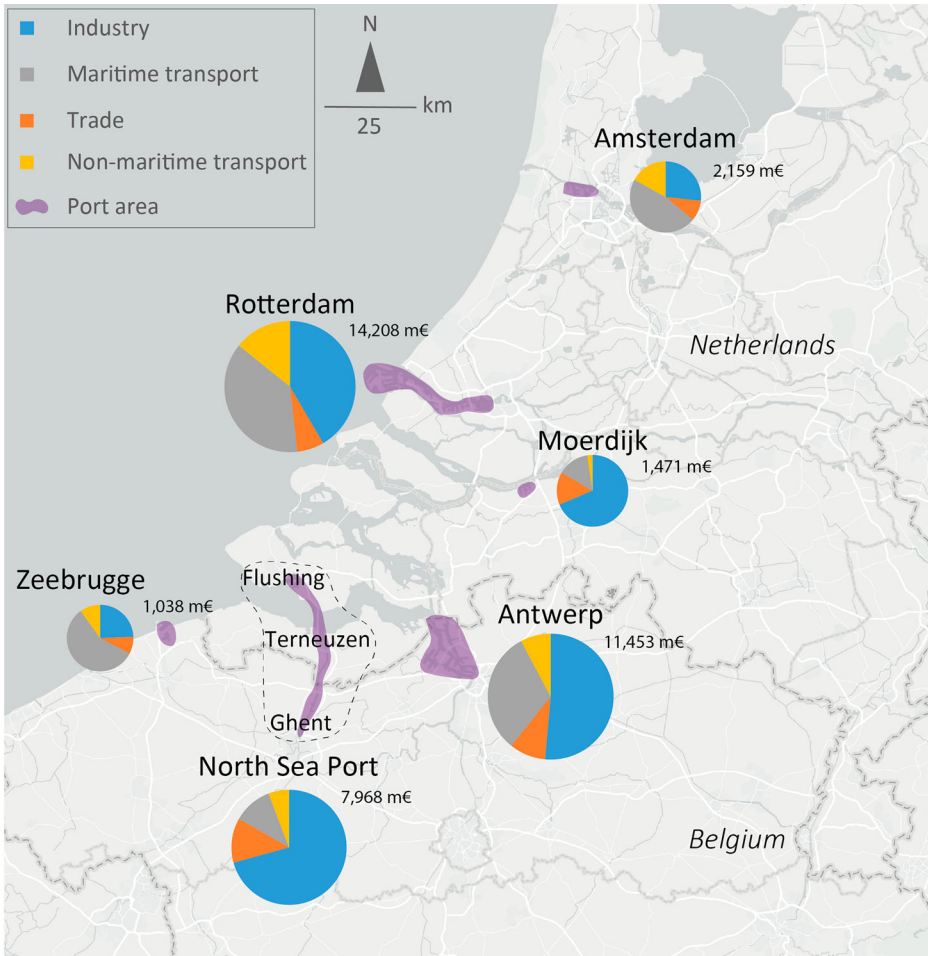 Industry
Maritime transport
Trade
Non-maritime transport
Port area
N
km
25
Amsterdam
2,159 m€
Rotterdam
14,208 m€
Netherlands
Moerdijk
1,471 m€
Zeebrugge
1,038 m€
Flushing
Terneuzen
Ghent
Antwerp
11,453 m€
North Sea Port
7,968 m€
Belgium